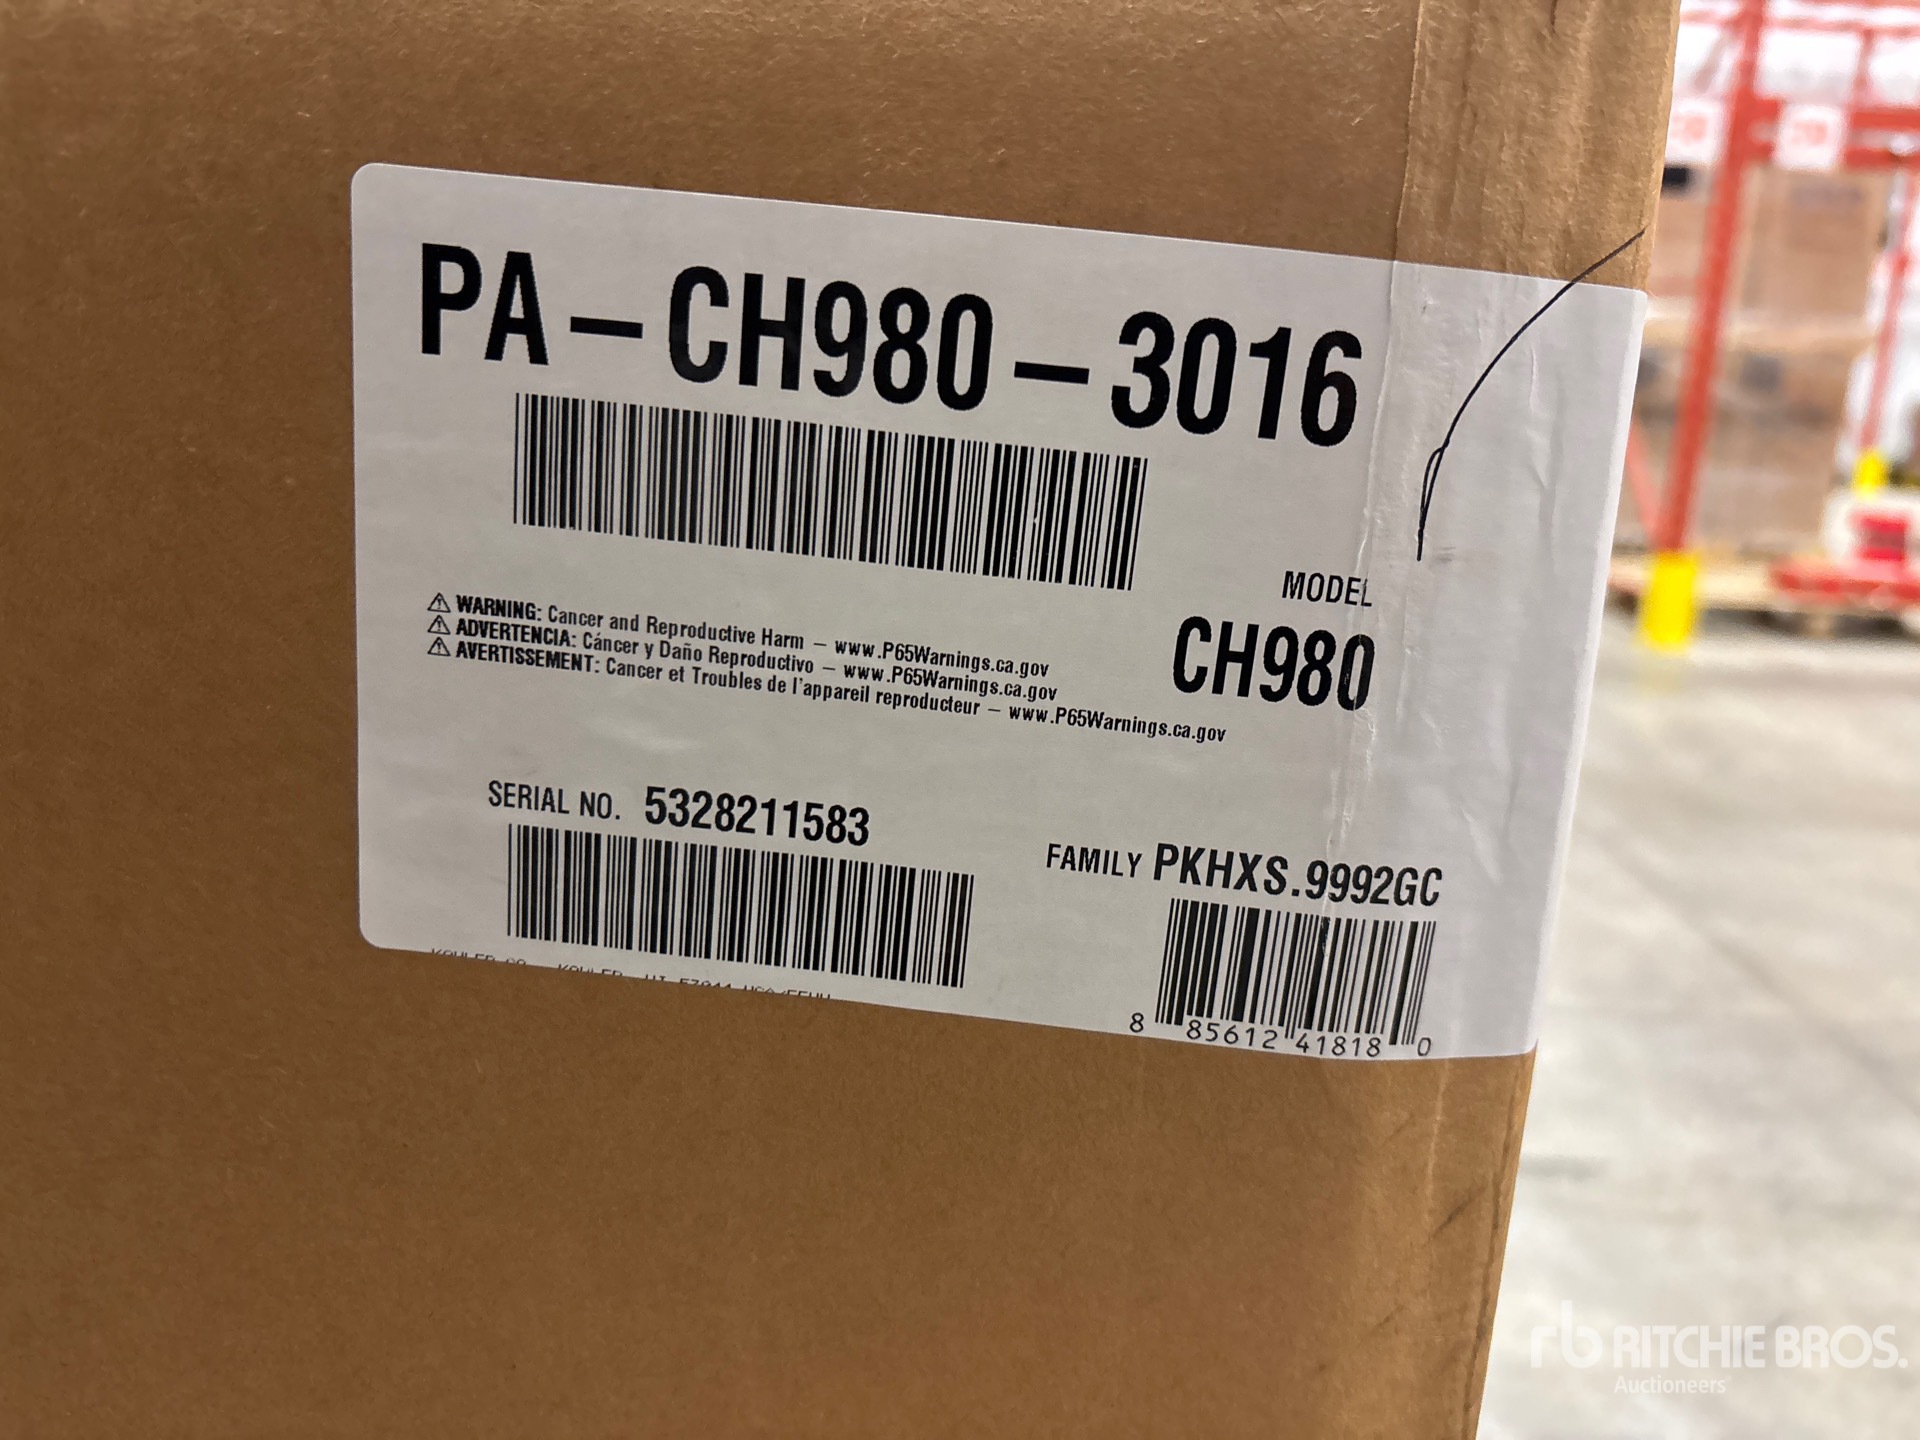 PA-CH980-3016
MODEL
CH980
⚠ WARNING: Cancer and Reproductive Harm – www.P65Warnings.ca.gov
⚠ ADVERTENCIA: Cáncer y Daño Reproductivo – www.P65Warnings.ca.gov
⚠ AVERTISSEMENT: Cancer et Troubles de l'appareil reproducteur – www.P65Warnings.ca.gov
SERIAL NO. 5328211583
FAMILY PKHXS.9992GC
8 85612 41818 0
rb RITCHIE BROS.
Auctioneers